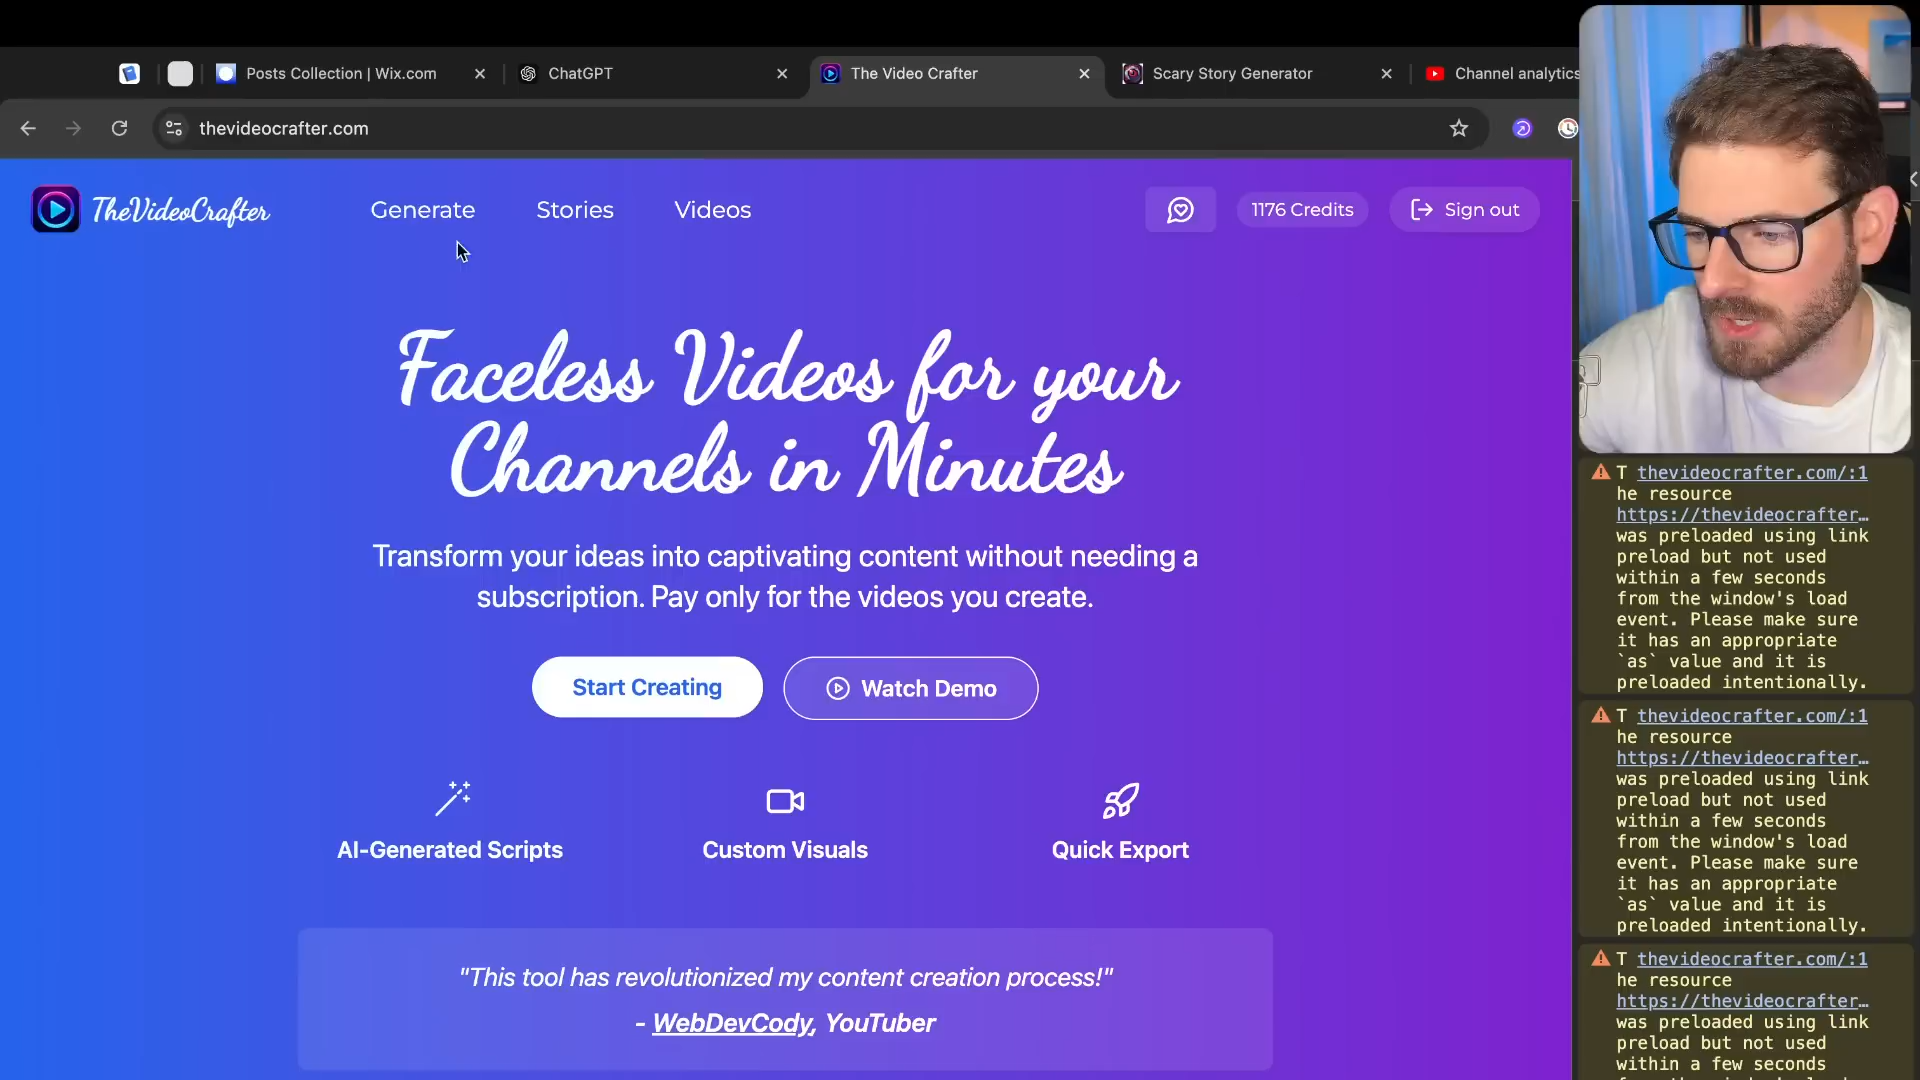 Posts Collection | Wix.com
ChatGPT
The Video Crafter
Scary Story Generator
Channel analytics
thevideocrafter.com
TheVideoCrafter
Generate
Stories
Videos
1176 Credits
Sign out
Faceless Videos for your
Channels in Minutes
Transform your ideas into captivating content without needing a
subscription. Pay only for the videos you create.
Start Creating
Watch Demo
AI-Generated Scripts
Custom Visuals
Quick Export
"This tool has revolutionized my content creation process!"
- WebDevCody, YouTuber
T thevideocrafter.com/:1
he resource
https://thevideocrafter…
was preloaded using link
preload but not used
within a few seconds
from the window's load
event. Please make sure
it has an appropriate
`as` value and it is
preloaded intentionally.
T thevideocrafter.com/:1
he resource
https://thevideocrafter…
was preloaded using link
preload but not used
within a few seconds
from the window's load
event. Please make sure
it has an appropriate
`as` value and it is
preloaded intentionally.
T thevideocrafter.com/:1
he resource
https://thevideocrafter…
was preloaded using link
preload but not used
within a few seconds